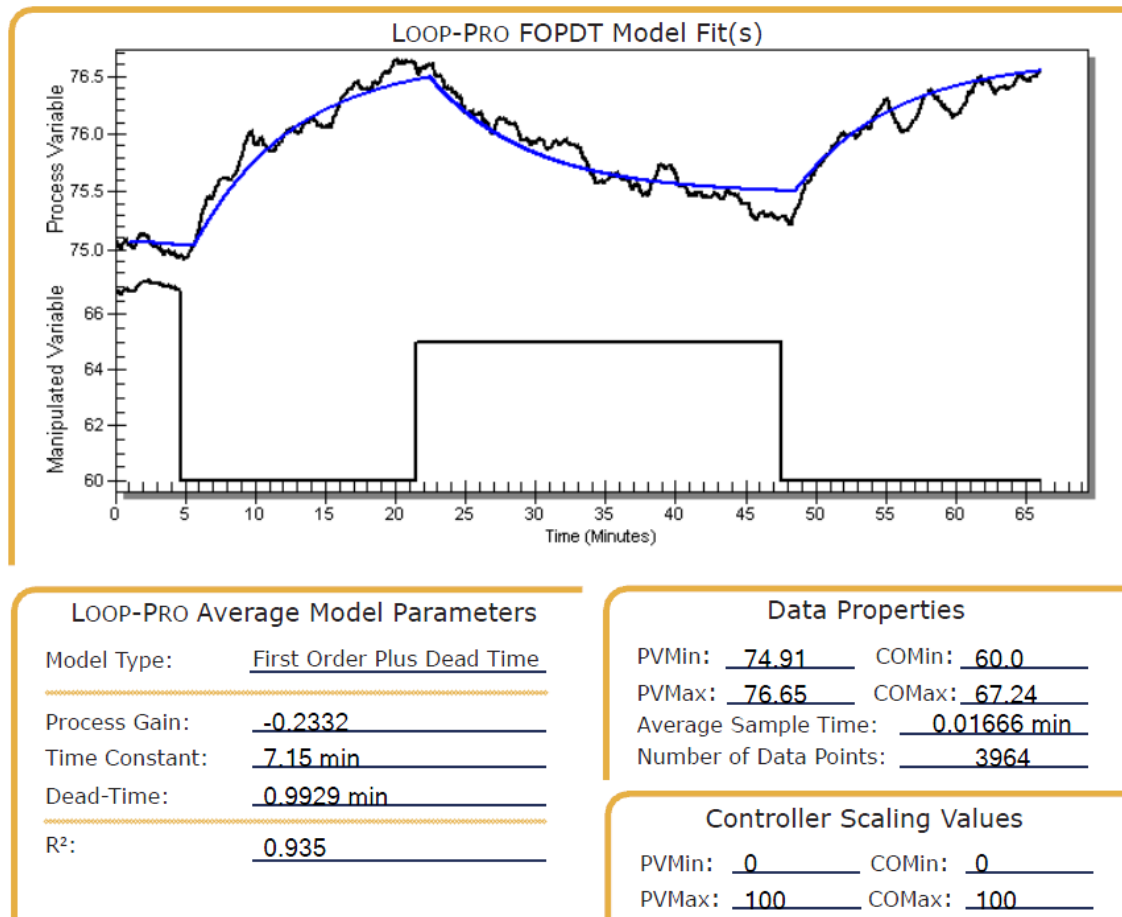 LOOP-PRO FOPDT Model Fit(s)
Process Variable
76.5
76.0
75.5
75.0
Manipulated Variable
66
64
62
60
0 5 10 15 20 25 30 35 40 45 50 55 60 65
Time (Minutes)
LOOP-PRO Average Model Parameters
Model Type: First Order Plus Dead Time
Process Gain: -0.2332
Time Constant: 7.15 min
Dead-Time: 0.9929 min
R²: 0.935
Data Properties
PVMin: 74.91 COMin: 60.0
PVMax: 76.65 COMax: 67.24
Average Sample Time: 0.01666 min
Number of Data Points: 3964
Controller Scaling Values
PVMin: 0 COMin: 0
PVMax: 100 COMax: 100